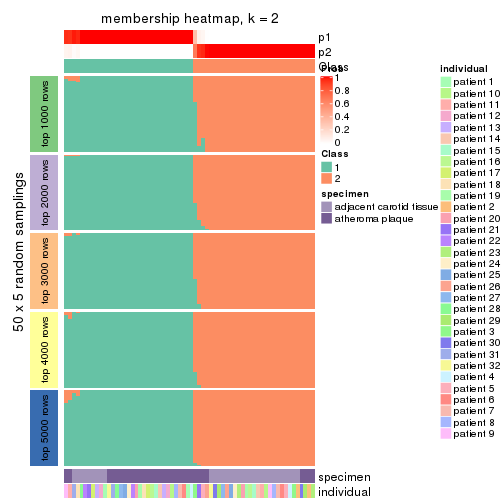 membership heatmap, k = 2
p1
p2
Class
Prob
1
0.8
0.6
0.4
0.2
0
Class
1
2
specimen
adjacent carotid tissue
atheroma plaque
individual
patient 1
patient 10
patient 11
patient 12
patient 13
patient 14
patient 15
patient 16
patient 17
patient 18
patient 19
patient 2
patient 20
patient 21
patient 22
patient 23
patient 24
patient 25
patient 26
patient 27
patient 28
patient 29
patient 3
patient 30
patient 31
patient 32
patient 4
patient 5
patient 6
patient 7
patient 8
patient 9
50 x 5 random samplings
top 1000 rows
top 2000 rows
top 3000 rows
top 4000 rows
top 5000 rows
specimen
individual